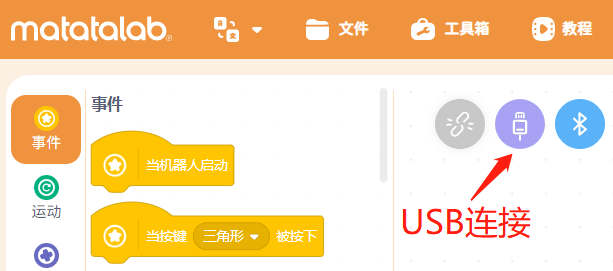 matatalab®
文件
工具箱
教程
事件
运动
事件
当机器人启动
当按键 三角形 被按下
USB连接